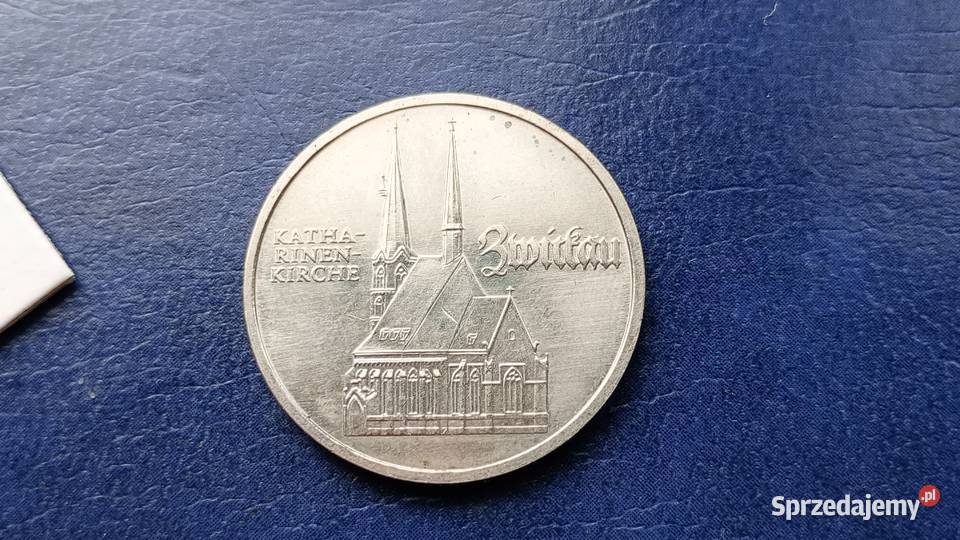 KATHA-
RINEN-
KIRCHE
Zwickau
Sprzedajemy.pl